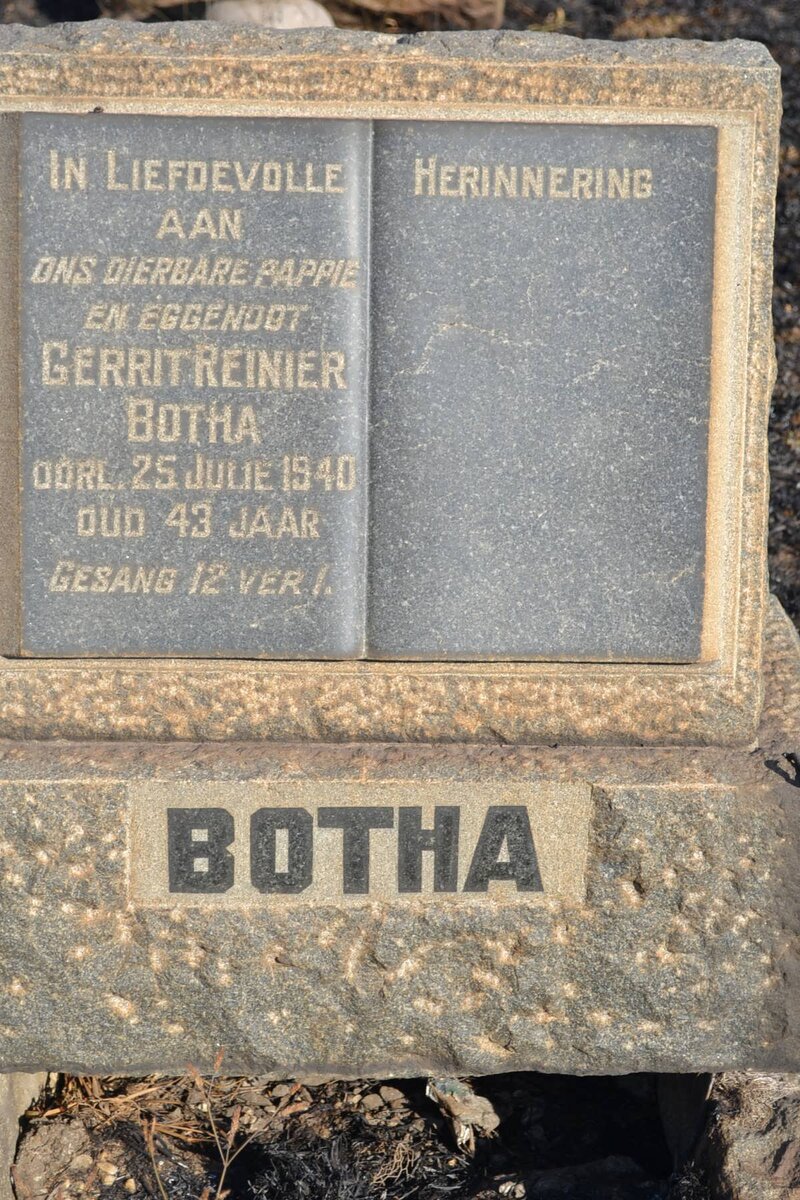 IN LIEFDEVOLLE HERINNERING
AAN
ONS DIERBARE PAPPIE
EN EGGENOOT
GERRIT REINIER
BOTHA
OORL. 25 JULIE 1940
OUD 43 JAAR
GESANG 12 VER 1.
BOTHA